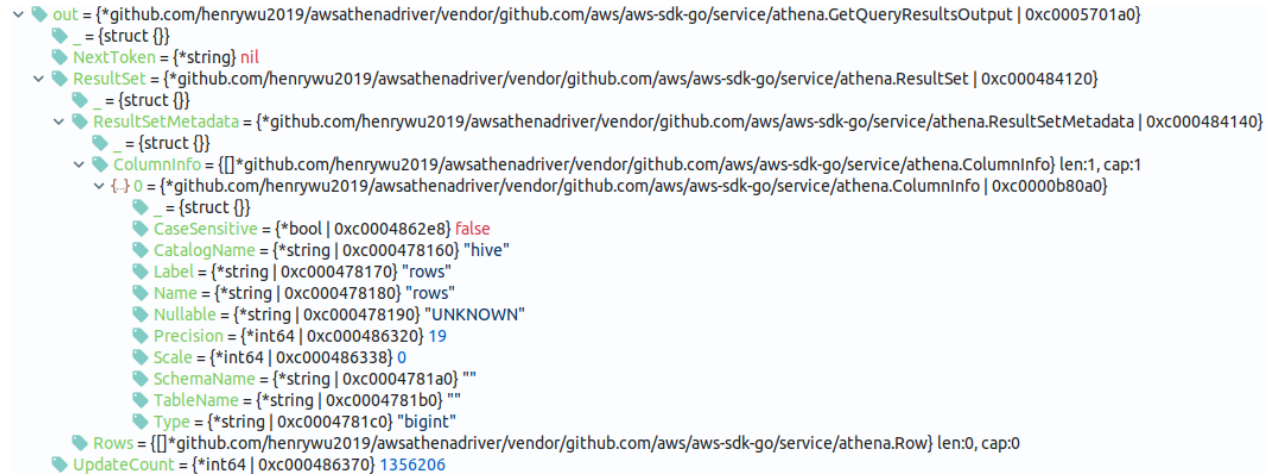 out = {*github.com/henrywu2019/awsathenadriver/vendor/github.com/aws/aws-sdk-go/service/athena.GetQueryResultsOutput | 0xc0005701a0}
_ = {struct {}}
NextToken = {*string} nil
ResultSet = {*github.com/henrywu2019/awsathenadriver/vendor/github.com/aws/aws-sdk-go/service/athena.ResultSet | 0xc000484120}
_ = {struct {}}
ResultSetMetadata = {*github.com/henrywu2019/awsathenadriver/vendor/github.com/aws/aws-sdk-go/service/athena.ResultSetMetadata | 0xc000484140}
_ = {struct {}}
ColumnInfo = {[]*github.com/henrywu2019/awsathenadriver/vendor/github.com/aws/aws-sdk-go/service/athena.ColumnInfo} len:1, cap:1
{...} 0 = {*github.com/henrywu2019/awsathenadriver/vendor/github.com/aws/aws-sdk-go/service/athena.ColumnInfo | 0xc0000b80a0}
_ = {struct {}}
CaseSensitive = {*bool | 0xc0004862e8} false
CatalogName = {*string | 0xc000478160} "hive"
Label = {*string | 0xc000478170} "rows"
Name = {*string | 0xc000478180} "rows"
Nullable = {*string | 0xc000478190} "UNKNOWN"
Precision = {*int64 | 0xc000486320} 19
Scale = {*int64 | 0xc000486338} 0
SchemaName = {*string | 0xc0004781a0} ""
TableName = {*string | 0xc0004781b0} ""
Type = {*string | 0xc0004781c0} "bigint"
Rows = {[]*github.com/henrywu2019/awsathenadriver/vendor/github.com/aws/aws-sdk-go/service/athena.Row} len:0, cap:0
UpdateCount = {*int64 | 0xc000486370} 1356206